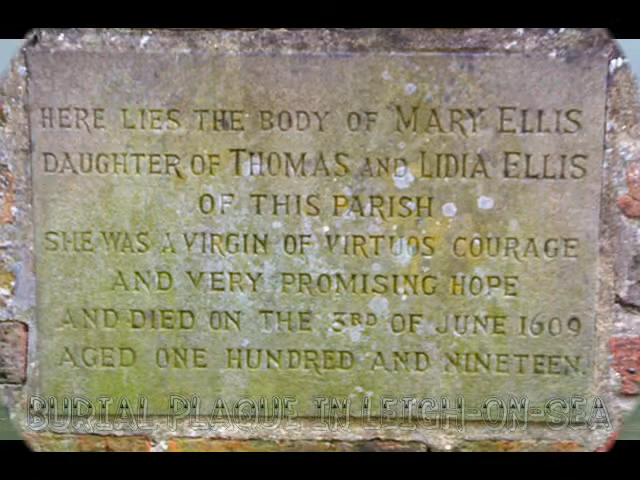 HERE LIES THE BODY OF MARY ELLIS
DAUGHTER OF THOMAS AND LIDIA ELLIS
OF THIS PARISH
SHE WAS A VIRGIN OF VIRTUOS COURAGE
AND VERY PROMISING HOPE
AND DIED ON THE 3RD OF JUNE 1609
AGED ONE HUNDRED AND NINETEEN.
BURIAL PLAQUE IN LEIGH-ON-SEA